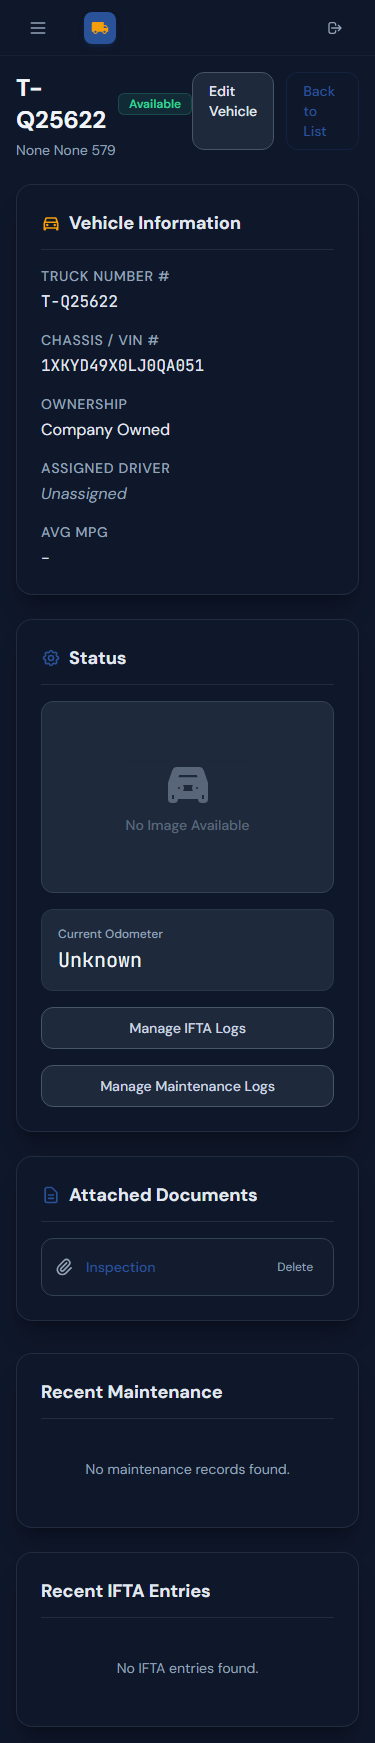 T-
Q25622
Available
Edit
Vehicle
Back
to
List
None None 579
Vehicle Information
TRUCK NUMBER #
T-Q25622
CHASSIS / VIN #
1XKYD49X0LJ0QA051
OWNERSHIP
Company Owned
ASSIGNED DRIVER
Unassigned
AVG MPG
-
Status
No Image Available
Current Odometer
Unknown
Manage IFTA Logs
Manage Maintenance Logs
Attached Documents
Inspection
Delete
Recent Maintenance
No maintenance records found.
Recent IFTA Entries
No IFTA entries found.